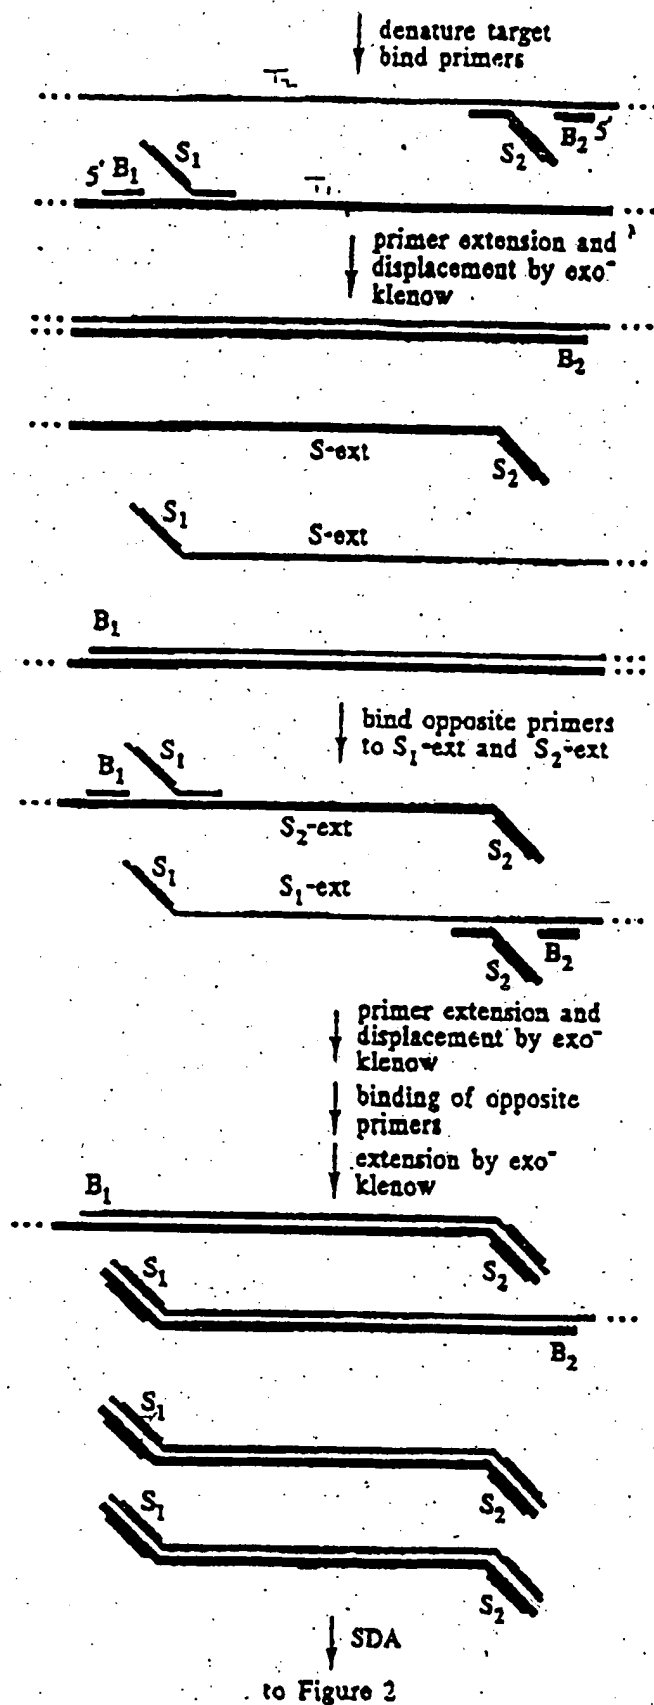 denature target
bind primers
T2
S2
B2 5'
5' B1
S1
T1
primer extension and
displacement by exo-
klenow
B2
S-ext
S2
S1
S-ext
B1
bind opposite primers
to S1-ext and S2-ext
B1
S1
S2-ext
S2
S1
S1-ext
S2
B2
primer extension and
displacement by exo-
klenow
binding of opposite
primers
extension by exo-
klenow
B1
S2
S1
B2
S1
S2
S1
S2
SDA
to Figure 2